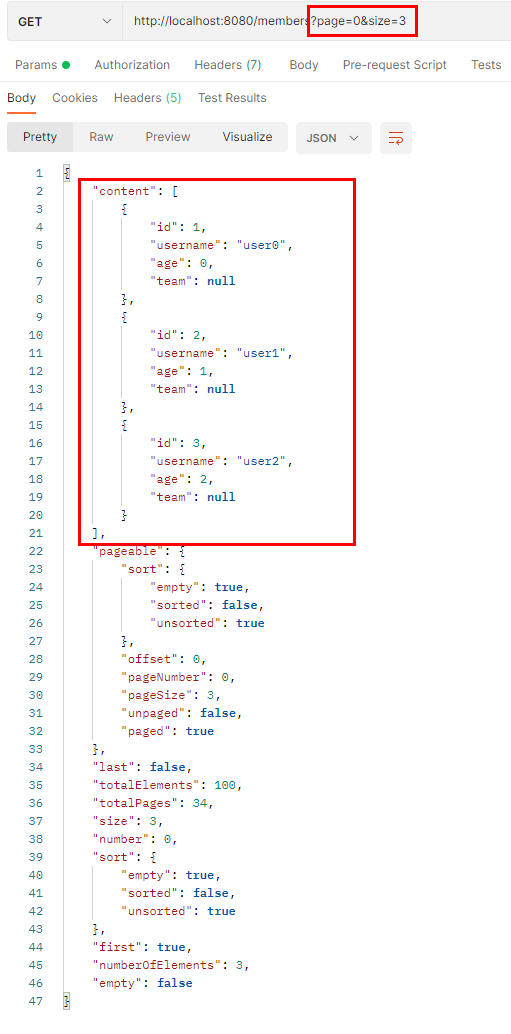 GET http://localhost:8080/members?page=0&size=3
Params Authorization Headers (7) Body Pre-request Script Tests
Body Cookies Headers (5) Test Results
Pretty Raw Preview Visualize JSON
1 {
2 "content": [
3 {
4 "id": 1,
5 "username": "user0",
6 "age": 0,
7 "team": null
8 },
9 {
10 "id": 2,
11 "username": "user1",
12 "age": 1,
13 "team": null
14 },
15 {
16 "id": 3,
17 "username": "user2",
18 "age": 2,
19 "team": null
20 }
21 ],
22 "pageable": {
23 "sort": {
24 "empty": true,
25 "sorted": false,
26 "unsorted": true
27 },
28 "offset": 0,
29 "pageNumber": 0,
30 "pageSize": 3,
31 "unpaged": false,
32 "paged": true
33 },
34 "last": false,
35 "totalElements": 100,
36 "totalPages": 34,
37 "size": 3,
38 "number": 0,
39 "sort": {
40 "empty": true,
41 "sorted": false,
42 "unsorted": true
43 },
44 "first": true,
45 "numberOfElements": 3,
46 "empty": false
47 }